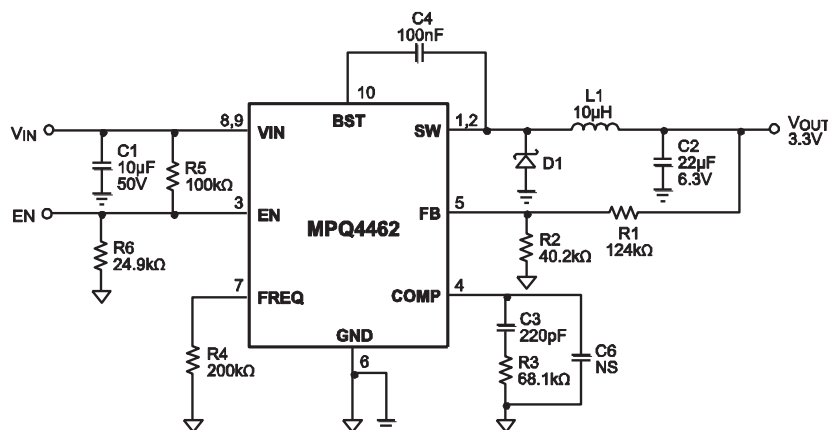 C4
100nF
10
BST
8,9
VIN
1,2
SW
L1
10μH
VIN
VOUT
3.3V
C1
10μF
50V
R5
100kΩ
D1
C2
22μF
6.3V
EN
3
EN
MPQ4462
5
FB
R6
24.9kΩ
R2
40.2kΩ
R1
124kΩ
7
FREQ
4
COMP
GND
6
R4
200kΩ
C3
220pF
R3
68.1kΩ
C6
NS